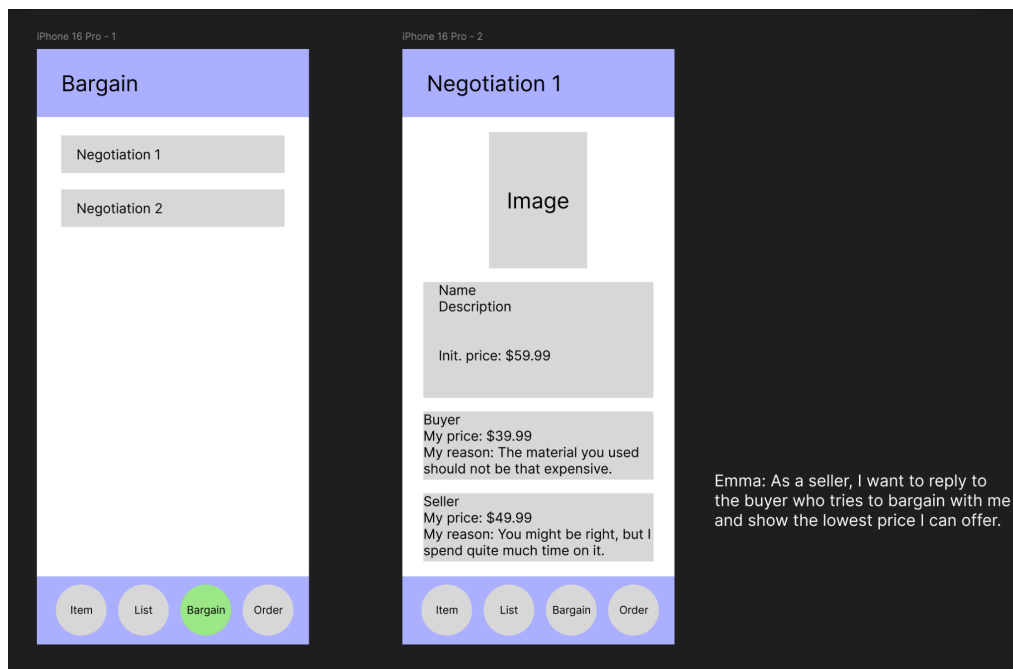 iPhone 16 Pro - 1
Bargain
Negotiation 1
Negotiation 2
Item
List
Bargain
Order
iPhone 16 Pro - 2
Negotiation 1
Image
Name
Description
Init. price: $59.99
Buyer
My price: $39.99
My reason: The material you used
should not be that expensive.
Seller
My price: $49.99
My reason: You might be right, but I
spend quite much time on it.
Item
List
Bargain
Order
Emma: As a seller, I want to reply to
the buyer who tries to bargain with me
and show the lowest price I can offer.